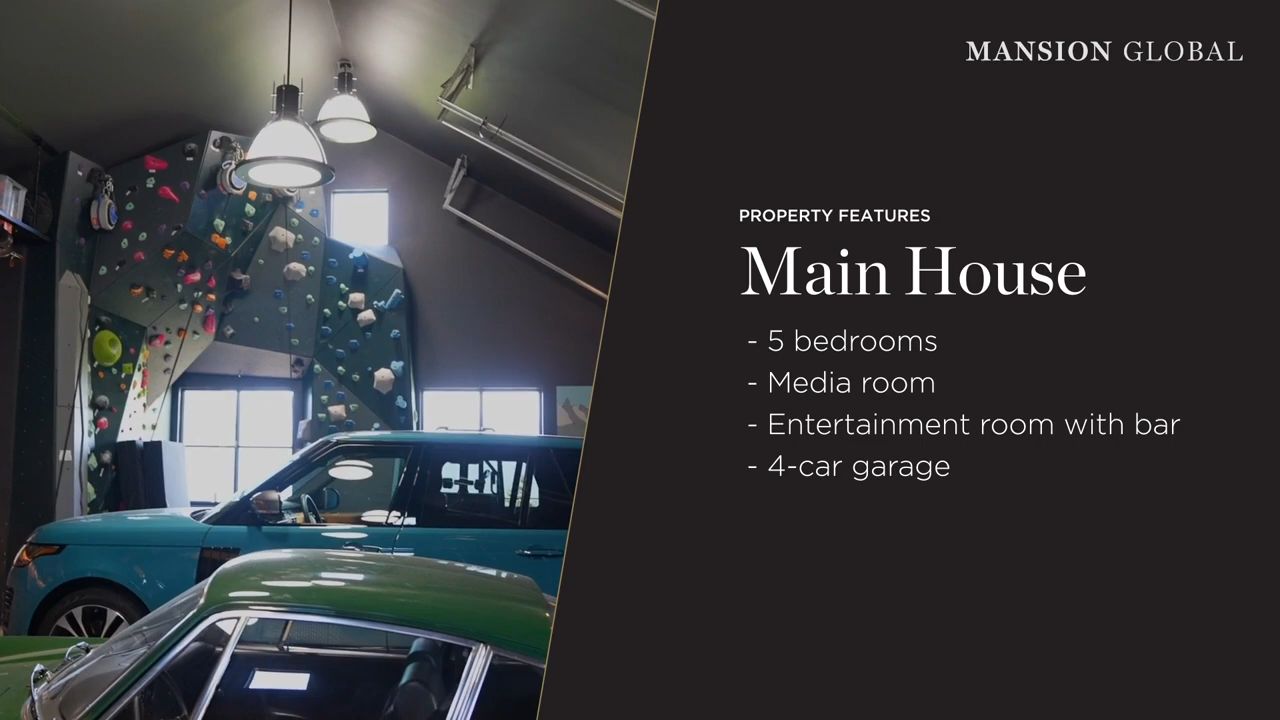 MANSION GLOBAL
PROPERTY FEATURES
Main House
- 5 bedrooms
- Media room
- Entertainment room with bar
- 4-car garage